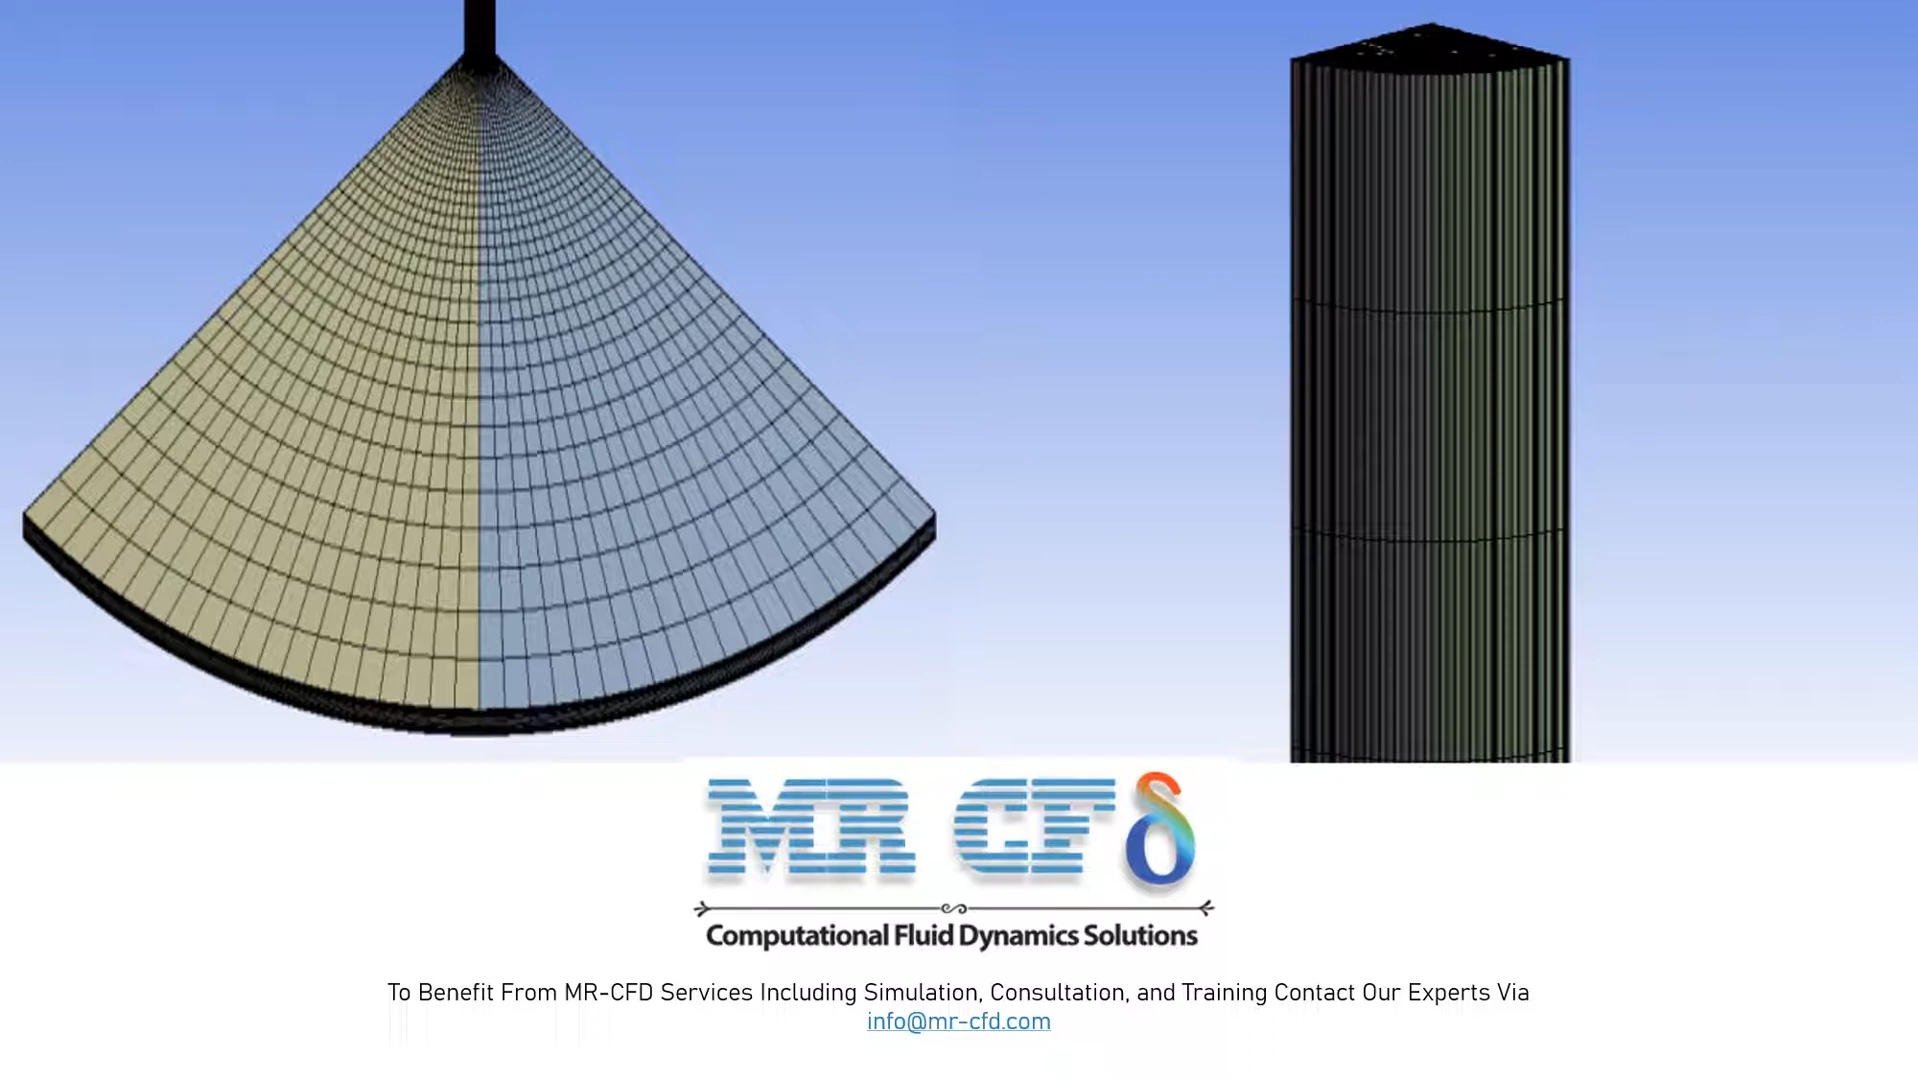 MR CFδ
Computational Fluid Dynamics Solutions
To Benefit From MR-CFD Services Including Simulation, Consultation, and Training Contact Our Experts Via
info@mr-cfd.com